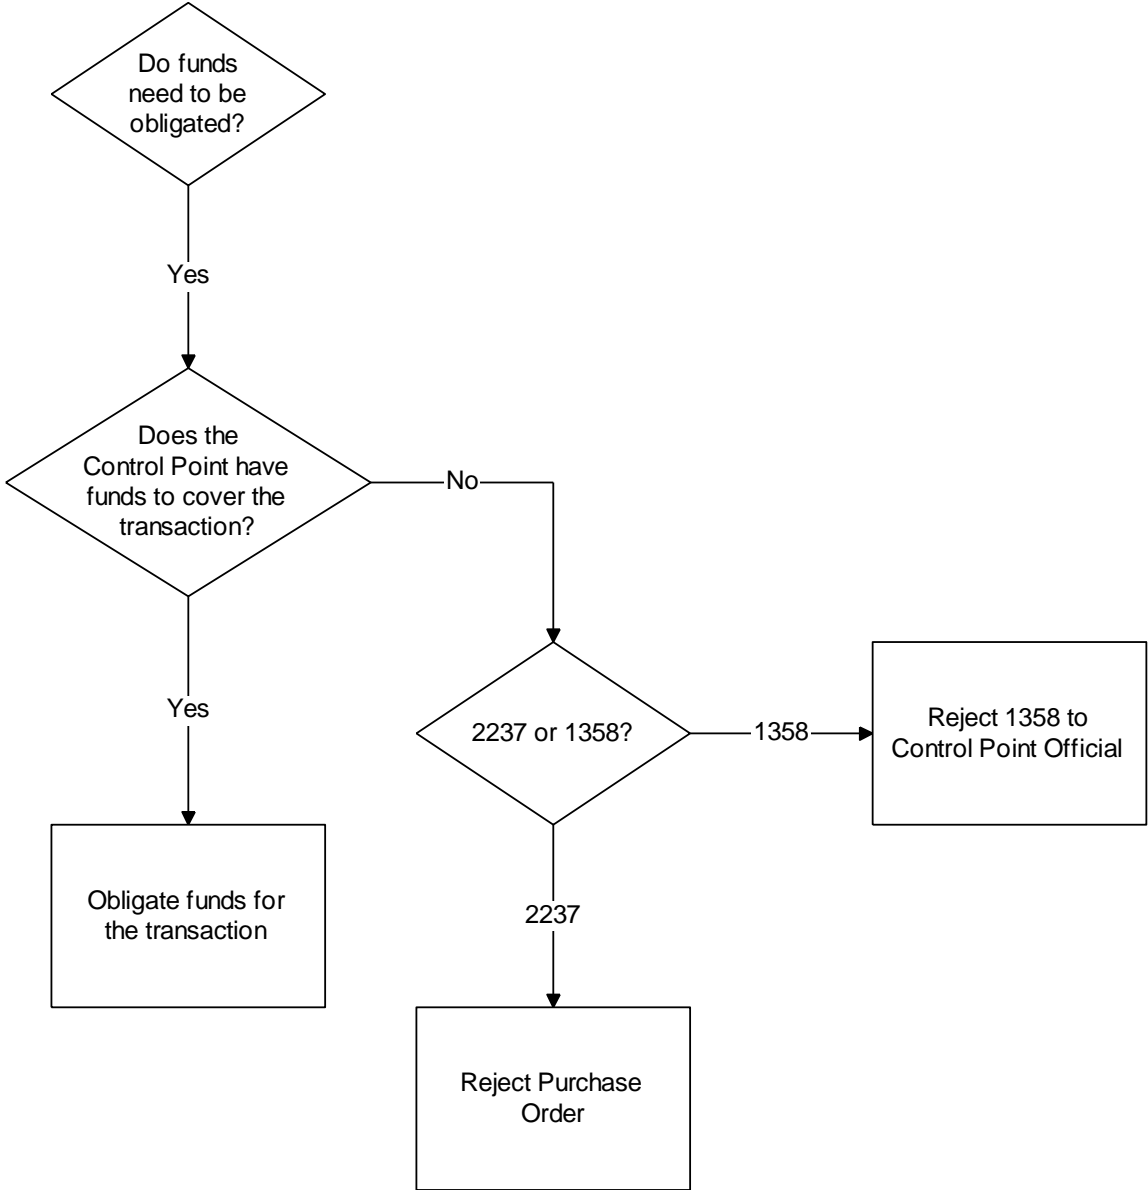 Do funds
need to be
obligated?
Yes
Does the
Control Point have
funds to cover the
transaction?
No
Yes
2237 or 1358?
1358
Reject 1358 to
Control Point Official
Obligate funds for
the transaction
2237
Reject Purchase
Order